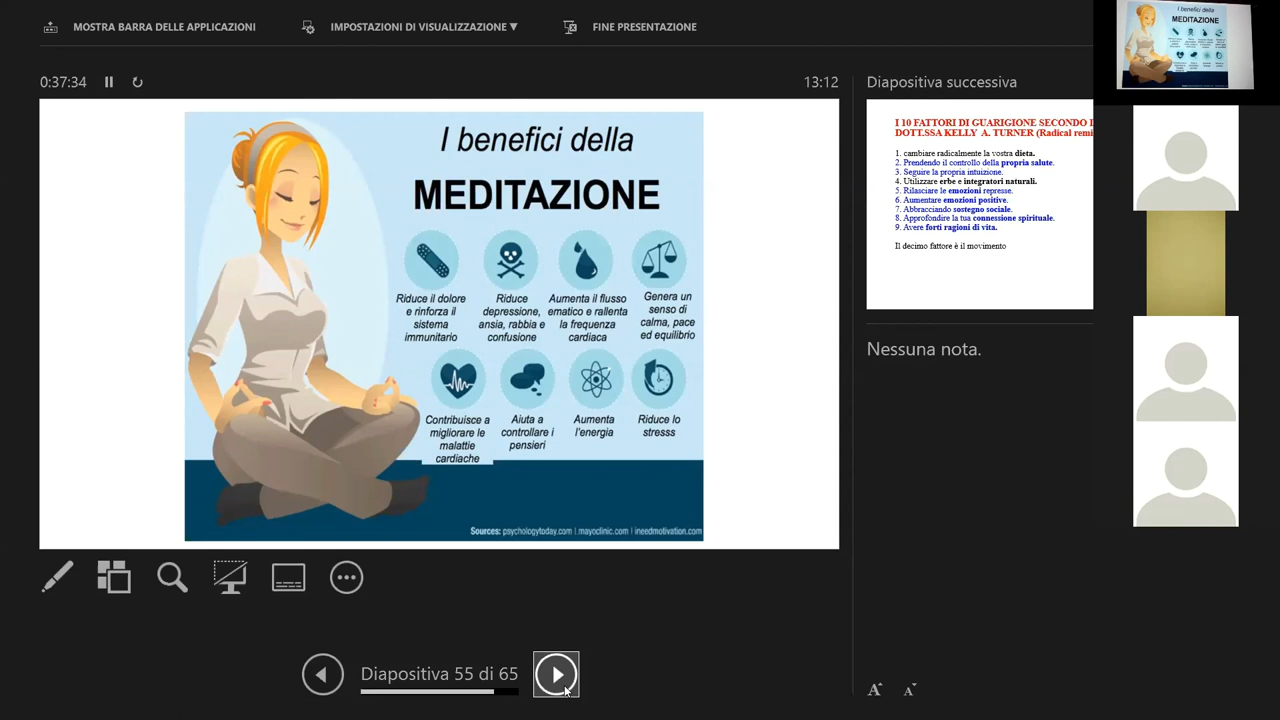 MOSTRA BARRA DELLE APPLICAZIONI
IMPOSTAZIONI DI VISUALIZZAZIONE ▼
FINE PRESENTAZIONE
0:37:34
13:12
I benefici della
MEDITAZIONE
Riduce il dolore
e rinforza il
sistema
immunitario
Riduce
depressione,
ansia, rabbia e
confusione
Aumenta il flusso
ematico e rallenta
la frequenza
cardiaca
Genera un
senso di
calma, pace
ed equilibrio
Contribuisce a
migliorare le
malattie
cardiache
Aiuta a
controllare i
pensieri
Aumenta
l'energia
Riduce lo
stresss
Sources: psychologytoday.com | mayoclinic.com | ineedmotivation.com
Diapositiva 55 di 65
Diapositiva successiva
I 10 FATTORI DI GUARIGIONE SECONDO
DOTT.SSA KELLY A. TURNER (Radical remi
1. cambiare radicalmente la vostra dieta.
2. Prendendo il controllo della propria salute.
3. Seguire la propria intuizione.
4. Utilizzare erbe e integratori naturali.
5. Rilasciare le emozioni represse.
6. Aumentare emozioni positive.
7. Abbracciando sostegno sociale.
8. Approfondire la tua connessione spirituale.
9. Avere forti ragioni di vita.
Il decimo fattore è il movimento
Nessuna nota.
A A
I benefici della
MEDITAZIONE